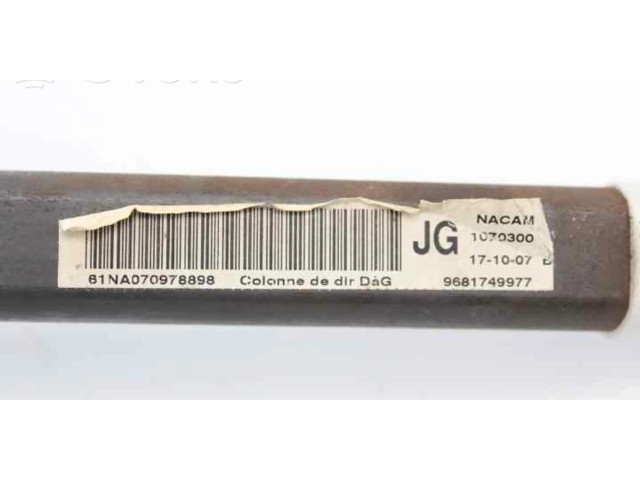 JG
NACAM
1070300
17-10-07 B
61NA070978898 Colonne de dir DàG
9681749977